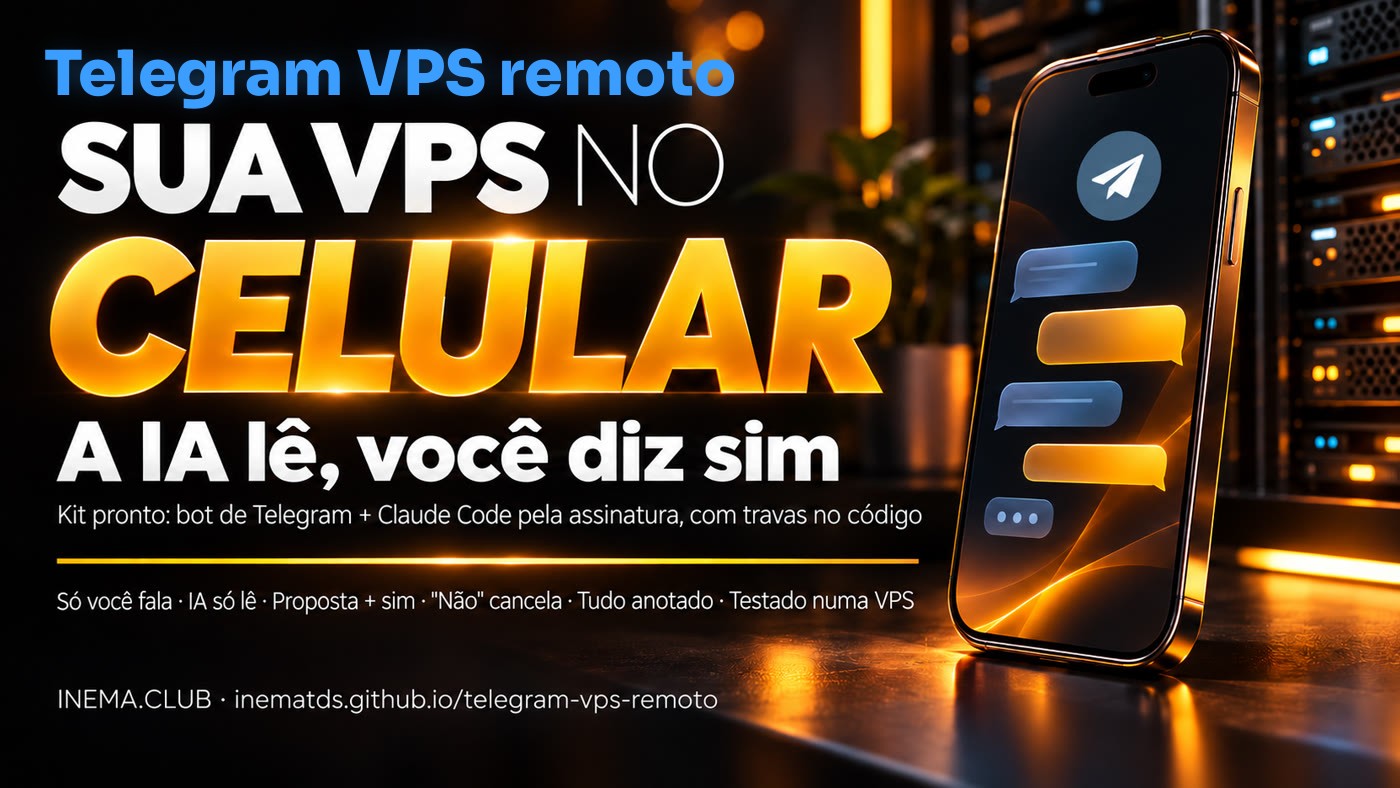 Telegram VPS remoto
SUA VPS NO
CELULAR
A IA lê, você diz sim
Kit pronto: bot de Telegram + Claude Code pela assinatura, com travas no código
Só você fala · IA só lê · Proposta + sim · "Não" cancela · Tudo anotado · Testado numa VPS
INEMA.CLUB · inematds.github.io/telegram-vps-remoto